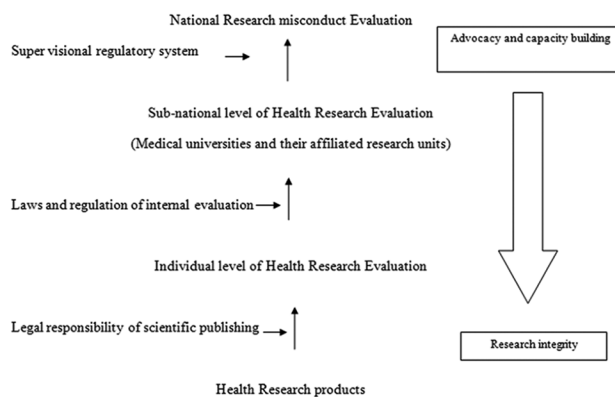 National Research misconduct Evaluation
Advocacy and capacity building
Super visional regulatory system
Sub-national level of Health Research Evaluation
(Medical universities and their affiliated research units)
Laws and regulation of internal evaluation
Individual level of Health Research Evaluation
Legal responsibility of scientific publishing
Research integrity
Health Research products